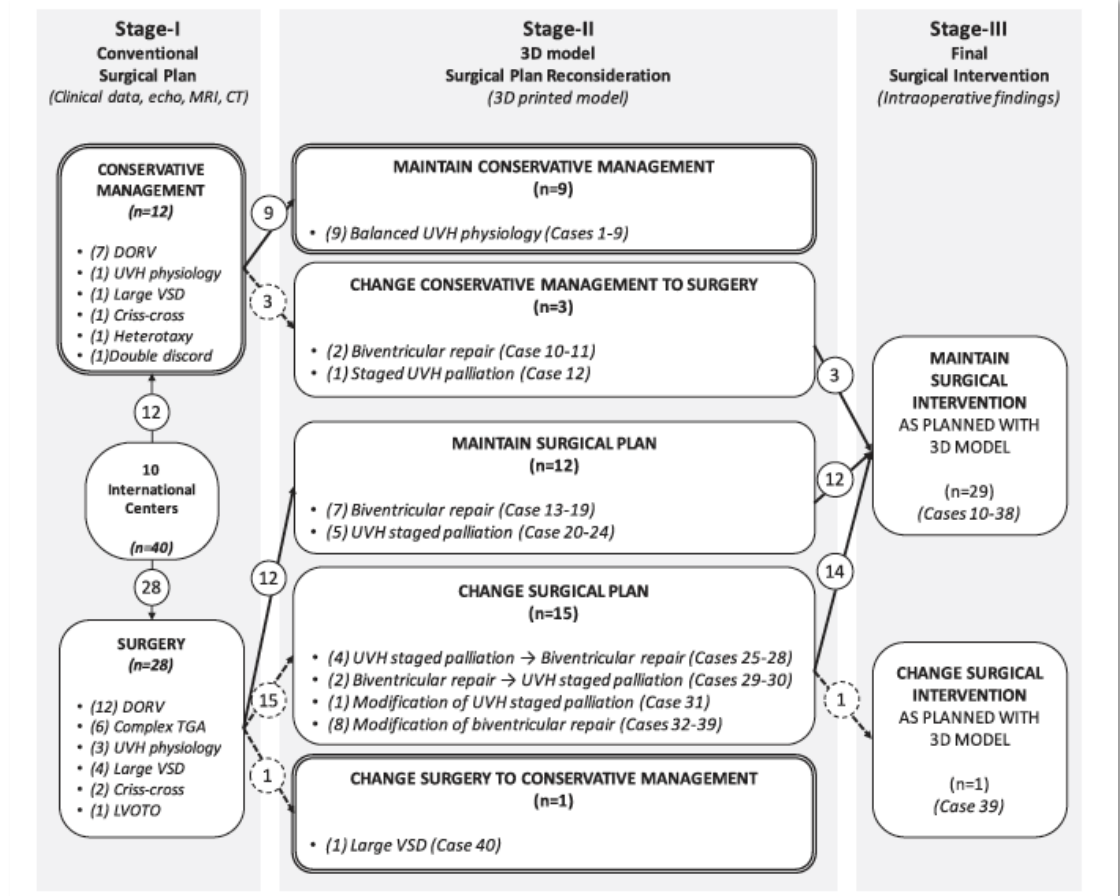 Stage-I
Conventional
Surgical Plan
(Clinical data, echo, MRI, CT)
Stage-II
3D model
Surgical Plan Reconsideration
(3D printed model)
Stage-III
Final
Surgical Intervention
(Intraoperative findings)
CONSERVATIVE
MANAGEMENT
(n=12)
• (7) DORV
• (1) UVH physiology
• (1) Large VSD
• (1) Criss-cross
• (1) Heterotaxy
• (1)Double discord
12
10
International
Centers
(n=40)
28
SURGERY
(n=28)
• (12) DORV
• (6) Complex TGA
• (3) UVH physiology
• (4) Large VSD
• (2) Criss-cross
• (1) LVOTO
9
3
12
15
1
MAINTAIN CONSERVATIVE MANAGEMENT
(n=9)
• (9) Balanced UVH physiology (Cases 1-9)
CHANGE CONSERVATIVE MANAGEMENT TO SURGERY
(n=3)
• (2) Biventricular repair (Case 10-11)
• (1) Staged UVH palliation (Case 12)
MAINTAIN SURGICAL PLAN
(n=12)
• (7) Biventricular repair (Case 13-19)
• (5) UVH staged palliation (Case 20-24)
CHANGE SURGICAL PLAN
(n=15)
• (4) UVH staged palliation → Biventricular repair (Cases 25-28)
• (2) Biventricular repair → UVH staged palliation (Cases 29-30)
• (1) Modification of UVH staged palliation (Case 31)
• (8) Modification of biventricular repair (Cases 32-39)
CHANGE SURGERY TO CONSERVATIVE MANAGEMENT
(n=1)
• (1) Large VSD (Case 40)
3
12
14
1
MAINTAIN
SURGICAL
INTERVENTION
AS PLANNED WITH
3D MODEL
(n=29)
(Cases 10-38)
CHANGE SURGICAL
INTERVENTION
AS PLANNED WITH
3D MODEL
(n=1)
(Case 39)